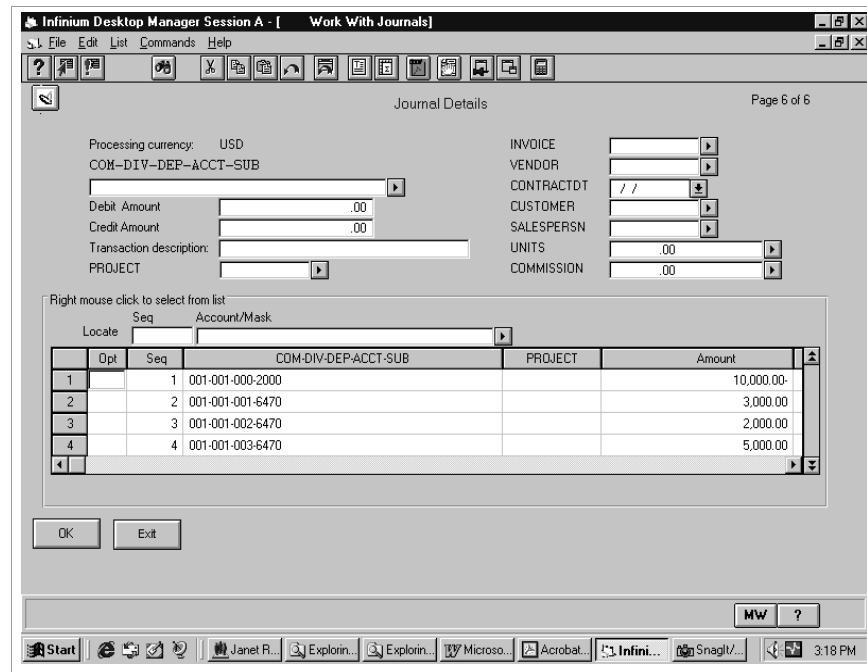 Infinium Desktop Manager Session A - [ Work With Journals]
File Edit List Commands Help
Journal Details
Page 6 of 6
Processing currency: USD
COM-DIV-DEP-ACCT-SUB
Debit Amount .00
Credit Amount .00
Transaction description:
PROJECT
INVOICE
VENDOR
CONTRACTDT / /
CUSTOMER
SALESPERSN
UNITS .00
COMMISSION .00
Right mouse click to select from list
Seq Account/Mask
Locate
Opt Seq COM-DIV-DEP-ACCT-SUB PROJECT Amount
1 1 001-001-000-2000 10,000.00-
2 2 001-001-001-6470 3,000.00
3 3 001-001-002-6470 2,000.00
4 4 001-001-003-6470 5,000.00
OK Exit
MW ?
Start Janet R... Explorin... Explorin... Microso... Acrobat... Infini... SnagIt/... 3:18 PM